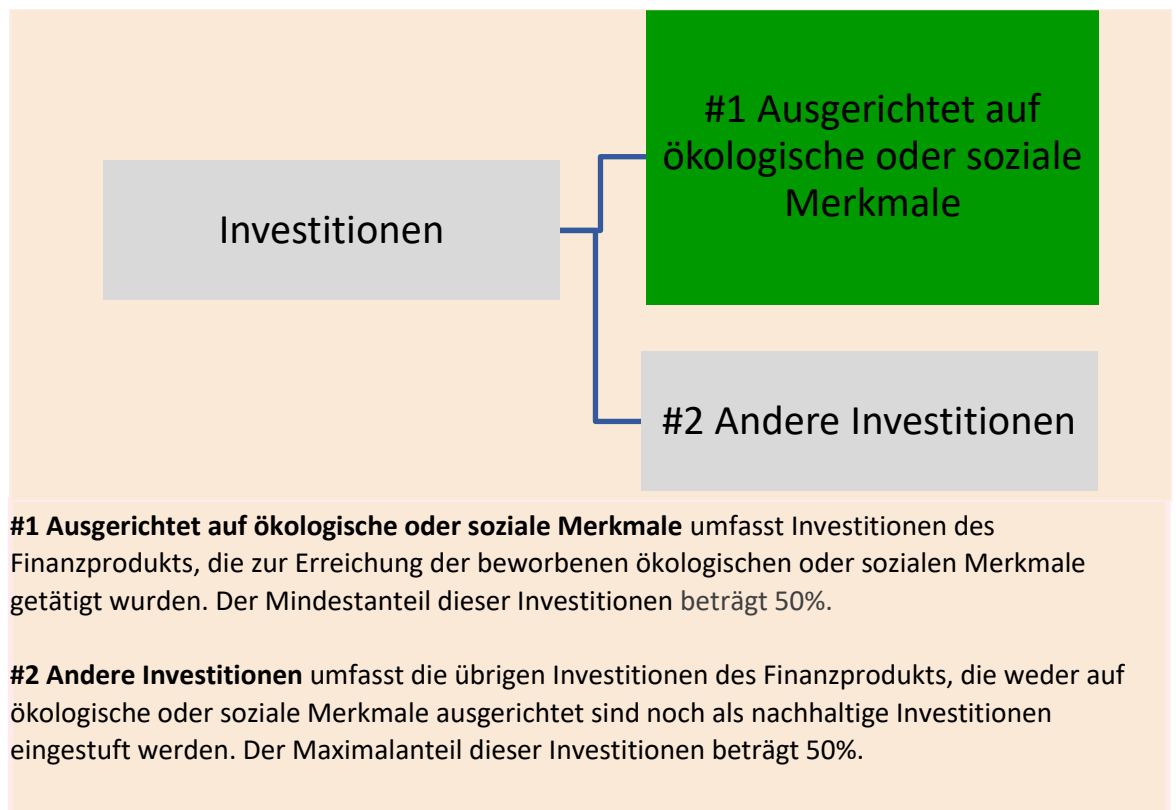 #1 Ausgerichtet auf
ökologische oder soziale
Merkmale
Investitionen
#2 Andere Investitionen
#1 Ausgerichtet auf ökologische oder soziale Merkmale umfasst Investitionen des
Finanzprodukts, die zur Erreichung der beworbenen ökologischen oder sozialen Merkmale
getätigt wurden. Der Mindestanteil dieser Investitionen beträgt 50%.
#2 Andere Investitionen umfasst die übrigen Investitionen des Finanzprodukts, die weder auf
ökologische oder soziale Merkmale ausgerichtet sind noch als nachhaltige Investitionen
eingestuft werden. Der Maximalanteil dieser Investitionen beträgt 50%.